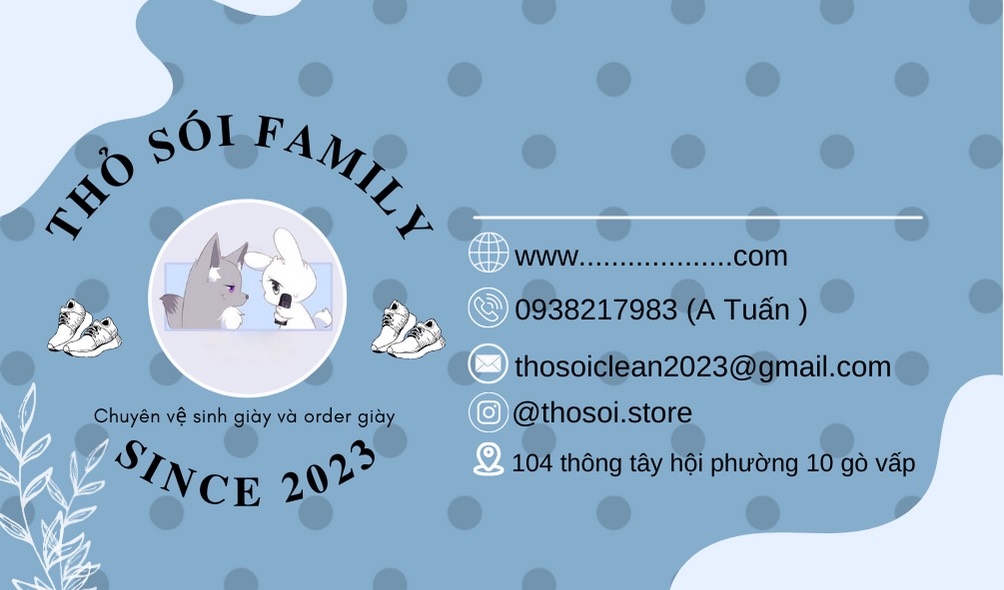 THỎ SÓI FAMILY
Chuyên vệ sinh giày và order giày
SINCE 2023
www...................com
0938217983 (A Tuấn )
thosoiclean2023@gmail.com
@thosoi.store
104 thông tây hội phường 10 gò vấp